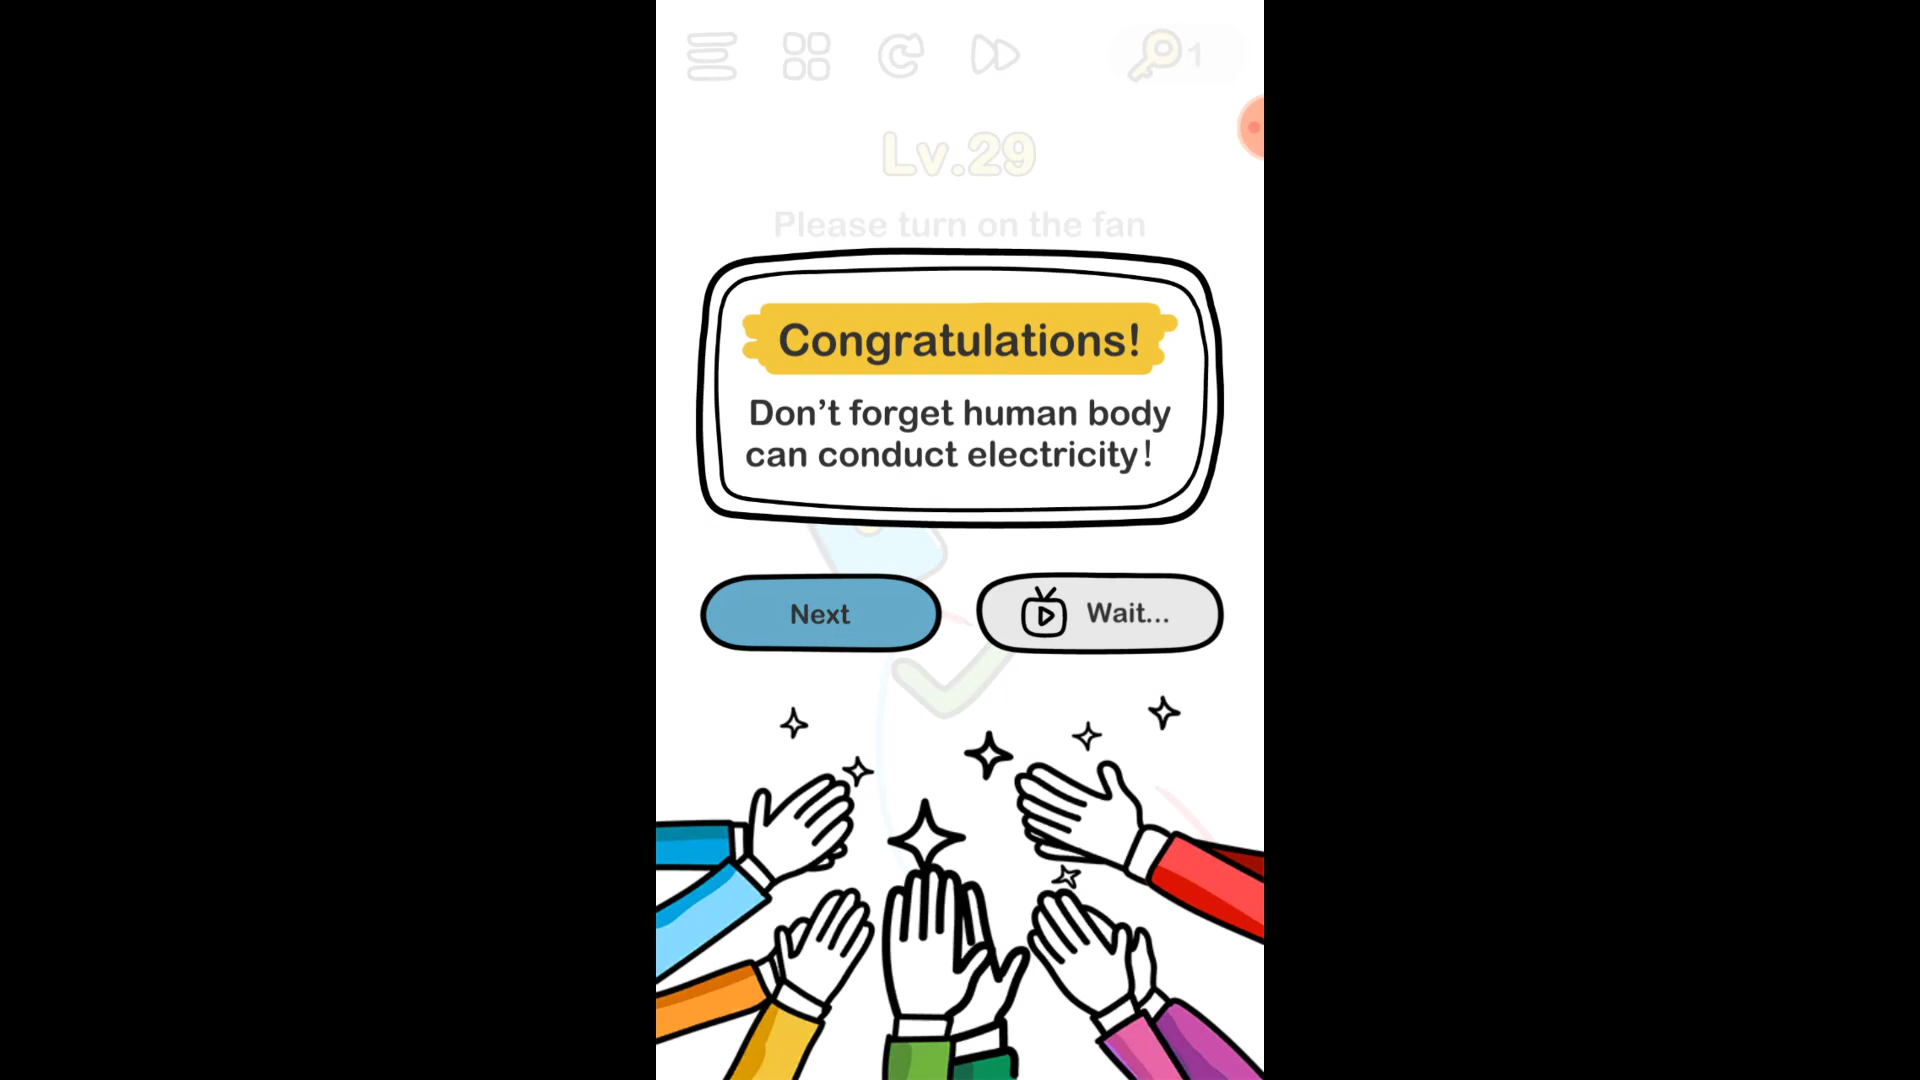 1
Lv.29
Please turn on the fan
Congratulations!
Don't forget human body
can conduct electricity!
Next
Wait...